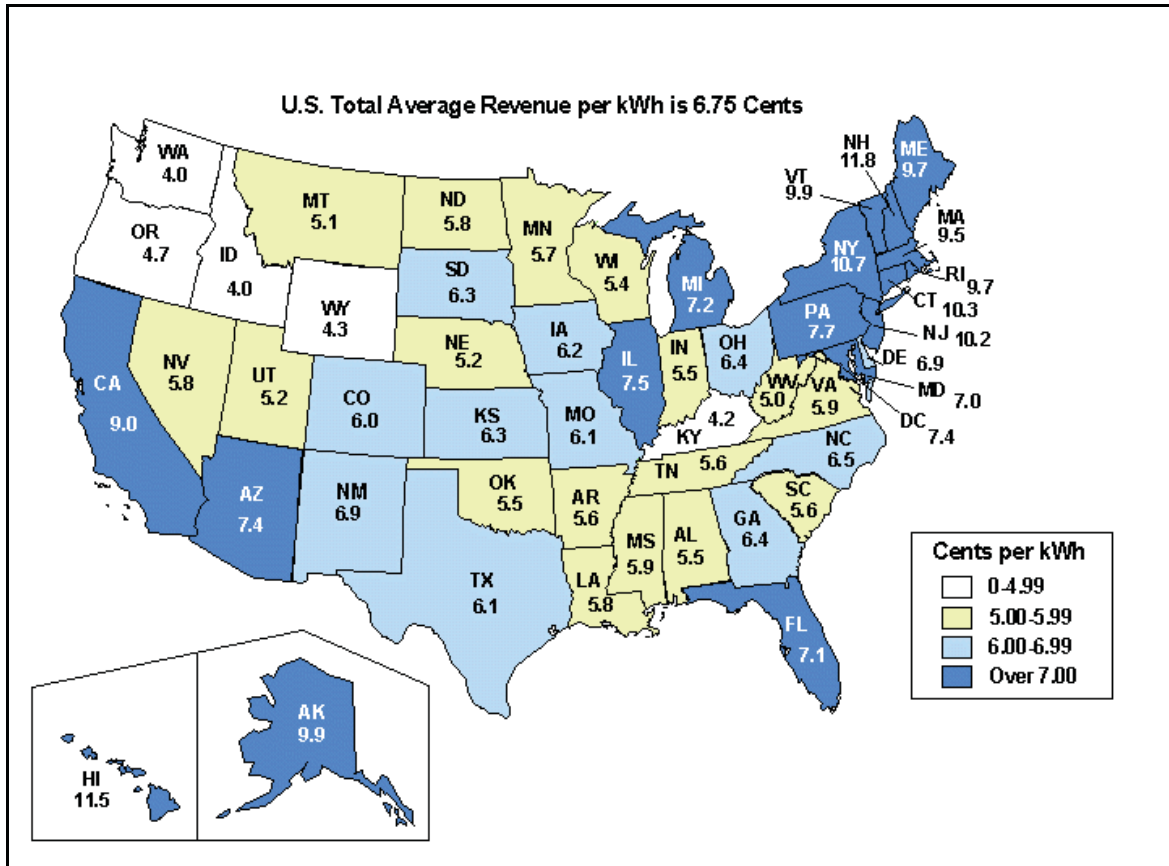 U.S. Total Average Revenue per kWh is 6.75 Cents
WA
4.0
OR
4.7
ID
4.0
MT
5.1
WY
4.3
ND
5.8
SD
6.3
NE
5.2
MN
5.7
WI
5.4
IA
6.2
MI
7.2
IL
7.5
IN
5.5
OH
6.4
NH
11.8
VT
9.9
ME
9.7
MA
9.5
NY
10.7
RI
9.7
CT
10.3
PA
7.7
NJ 10.2
DE
6.9
MD
7.0
DC
7.4
CA
9.0
NV
5.8
UT
5.2
CO
6.0
KS
6.3
MO
6.1
KY
4.2
WV
5.0
VA
5.9
NC
6.5
TN
5.6
AZ
7.4
NM
6.9
OK
5.5
AR
5.6
SC
5.6
GA
6.4
AL
5.5
MS
5.9
LA
5.8
TX
6.1
FL
7.1
AK
9.9
HI
11.5
Cents per kWh
0-4.99
5.00-5.99
6.00-6.99
Over 7.00